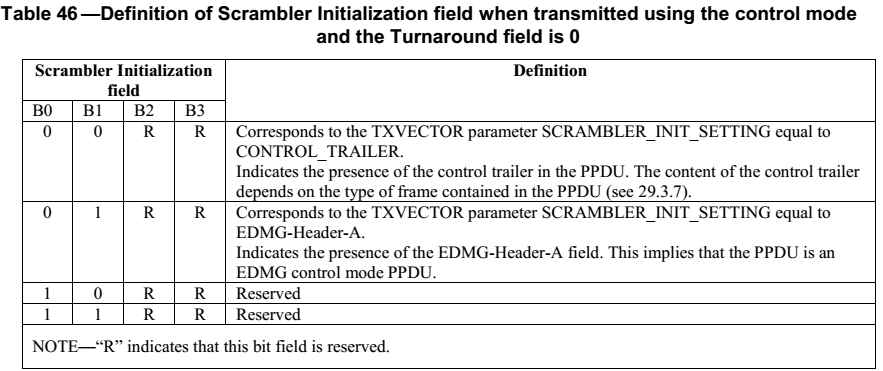 Table 46 —Definition of Scrambler Initialization field when transmitted using the control mode
and the Turnaround field is 0
Scrambler Initialization
field
Definition
B0 B1 B2 B3
0 0 R R Corresponds to the TXVECTOR parameter SCRAMBLER_INIT_SETTING equal to
CONTROL_TRAILER.
Indicates the presence of the control trailer in the PPDU. The content of the control trailer
depends on the type of frame contained in the PPDU (see 29.3.7).
0 1 R R Corresponds to the TXVECTOR parameter SCRAMBLER_INIT_SETTING equal to
EDMG-Header-A.
Indicates the presence of the EDMG-Header-A field. This implies that the PPDU is an
EDMG control mode PPDU.
1 0 R R Reserved
1 1 R R Reserved
NOTE—“R” indicates that this bit field is reserved.